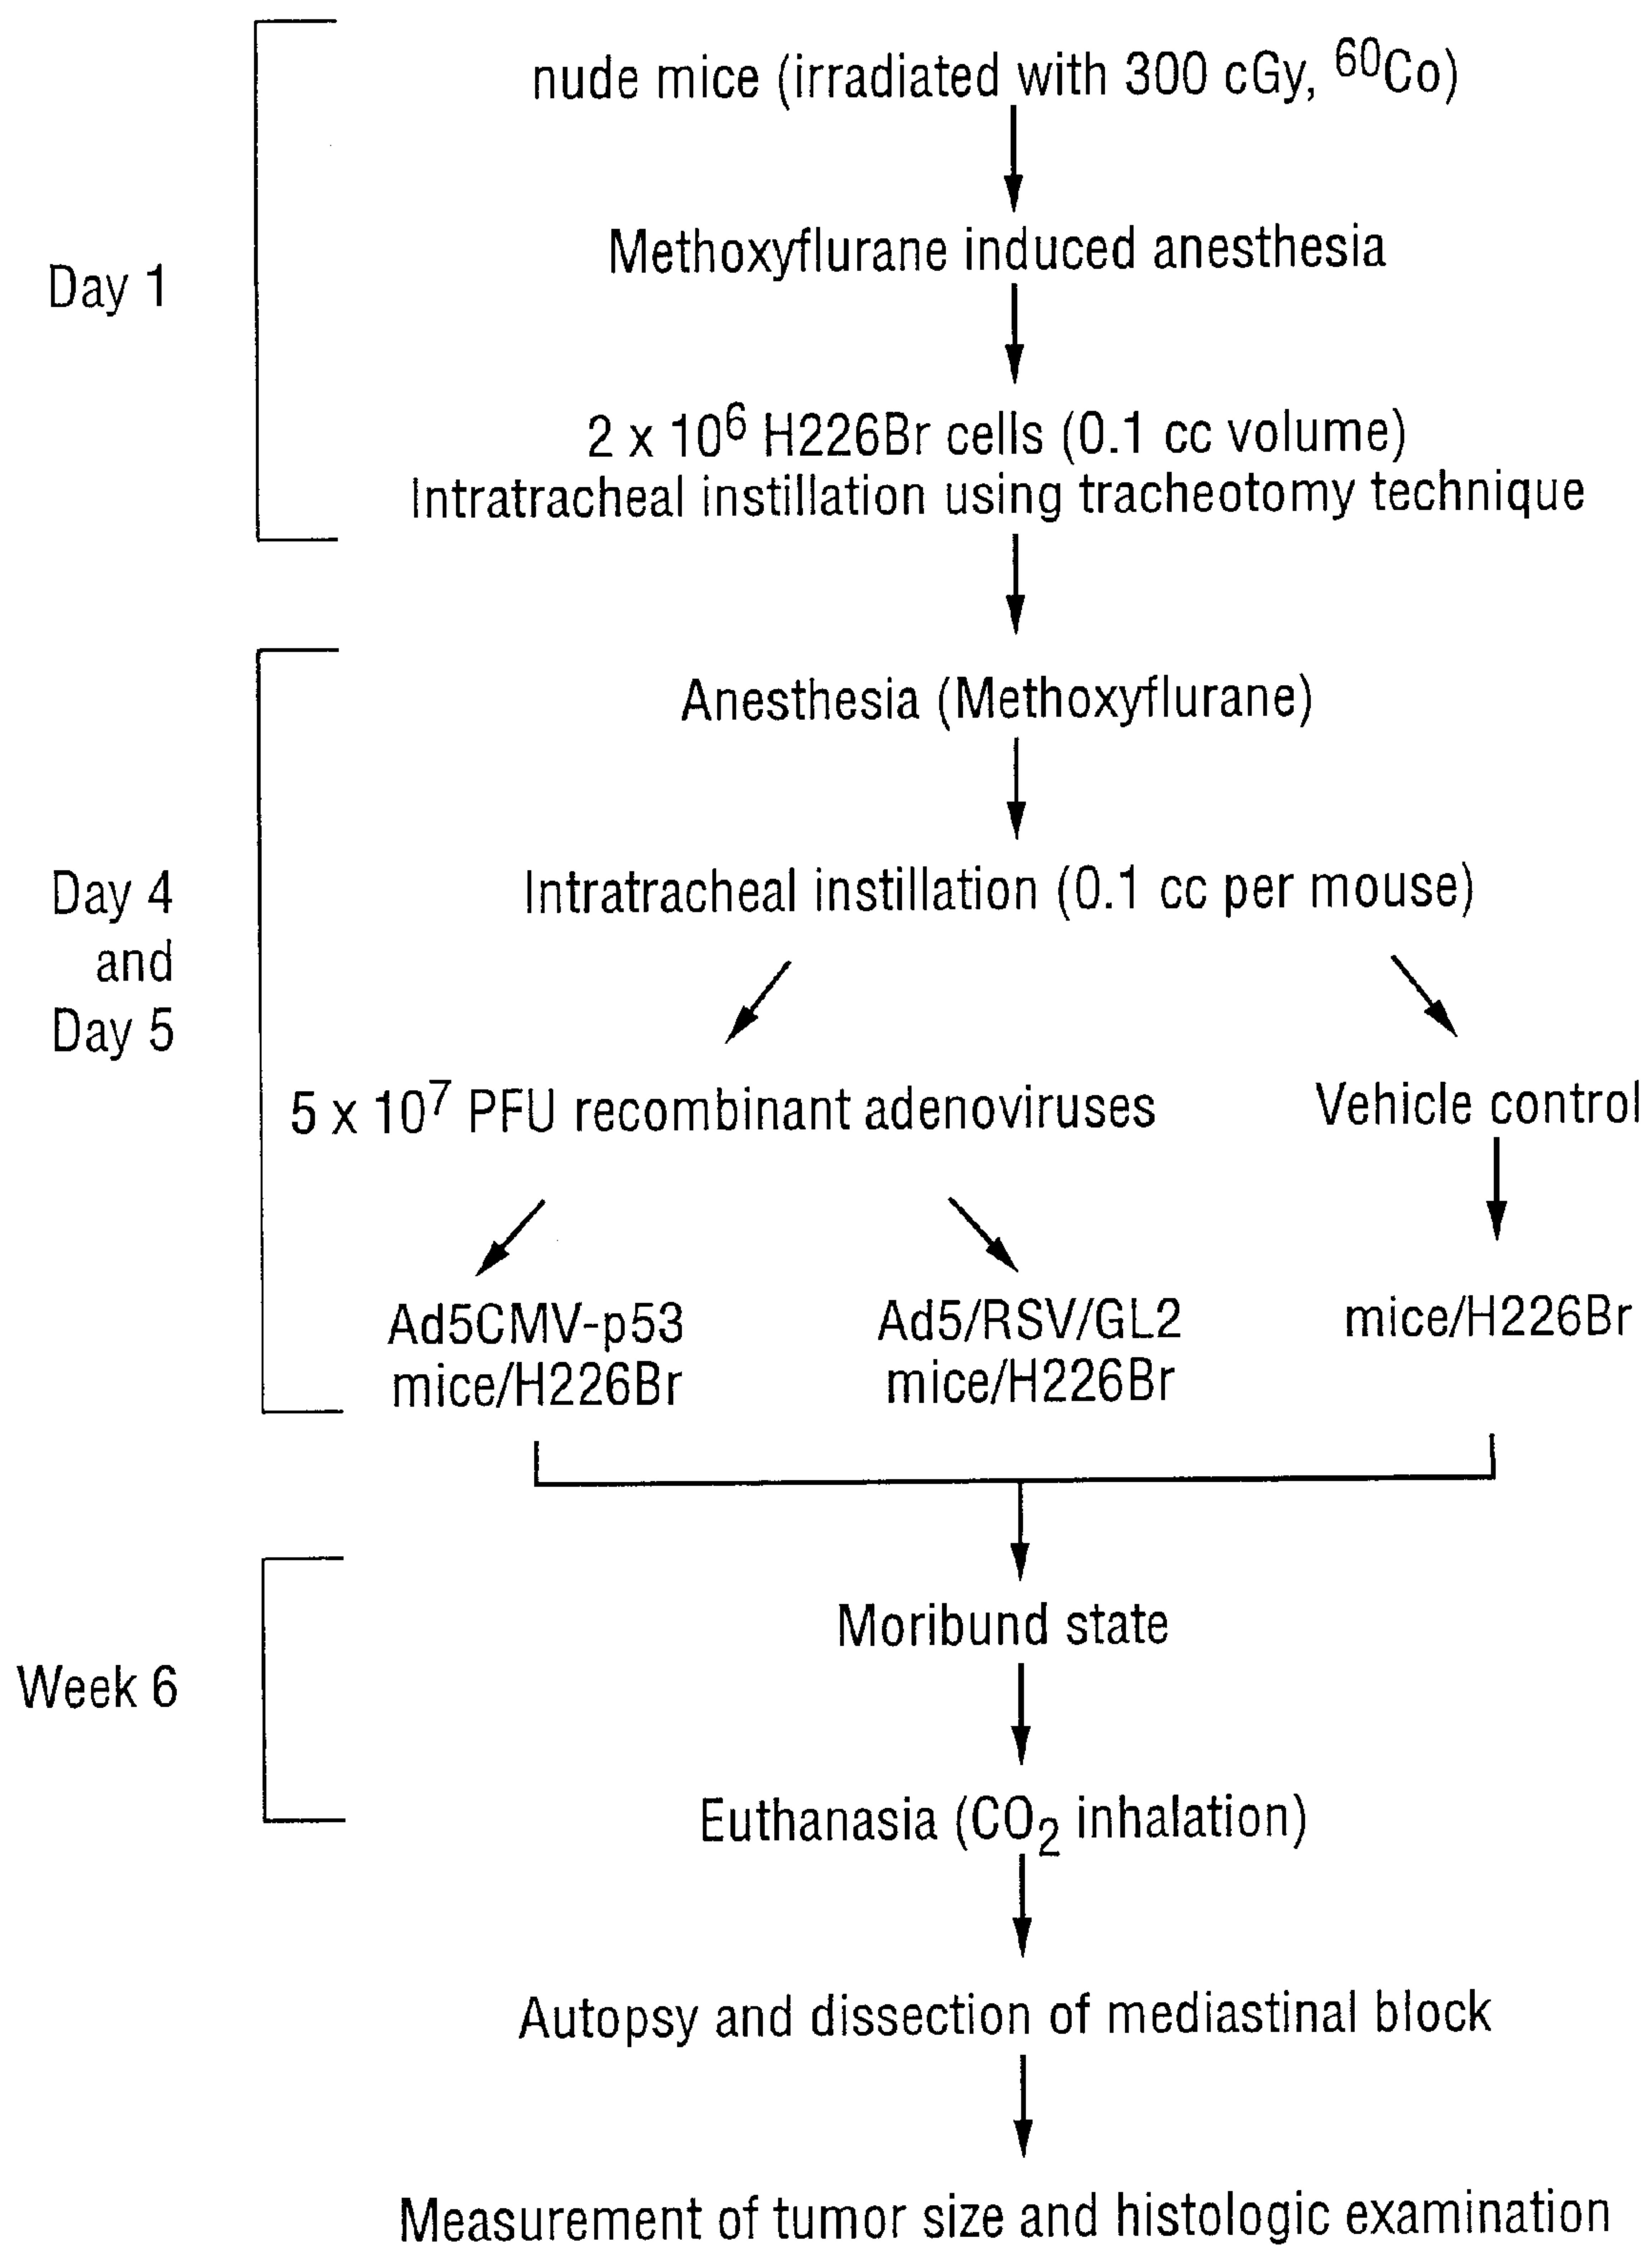 nude mice (irradiated with 300 cGy, ⁶⁰Co)
Methoxyflurane induced anesthesia
Day 1
2 x 10⁶ H226Br cells (0.1 cc volume)
Intratracheal instillation using tracheotomy technique
Anesthesia (Methoxyflurane)
Intratracheal instillation (0.1 cc per mouse)
Day 4
and
Day 5
5 x 10⁷ PFU recombinant adenoviruses
Vehicle control
Ad5CMV-p53
mice/H226Br
Ad5/RSV/GL2
mice/H226Br
mice/H226Br
Moribund state
Week 6
Euthanasia (CO₂ inhalation)
Autopsy and dissection of mediastinal block
Measurement of tumor size and histologic examination